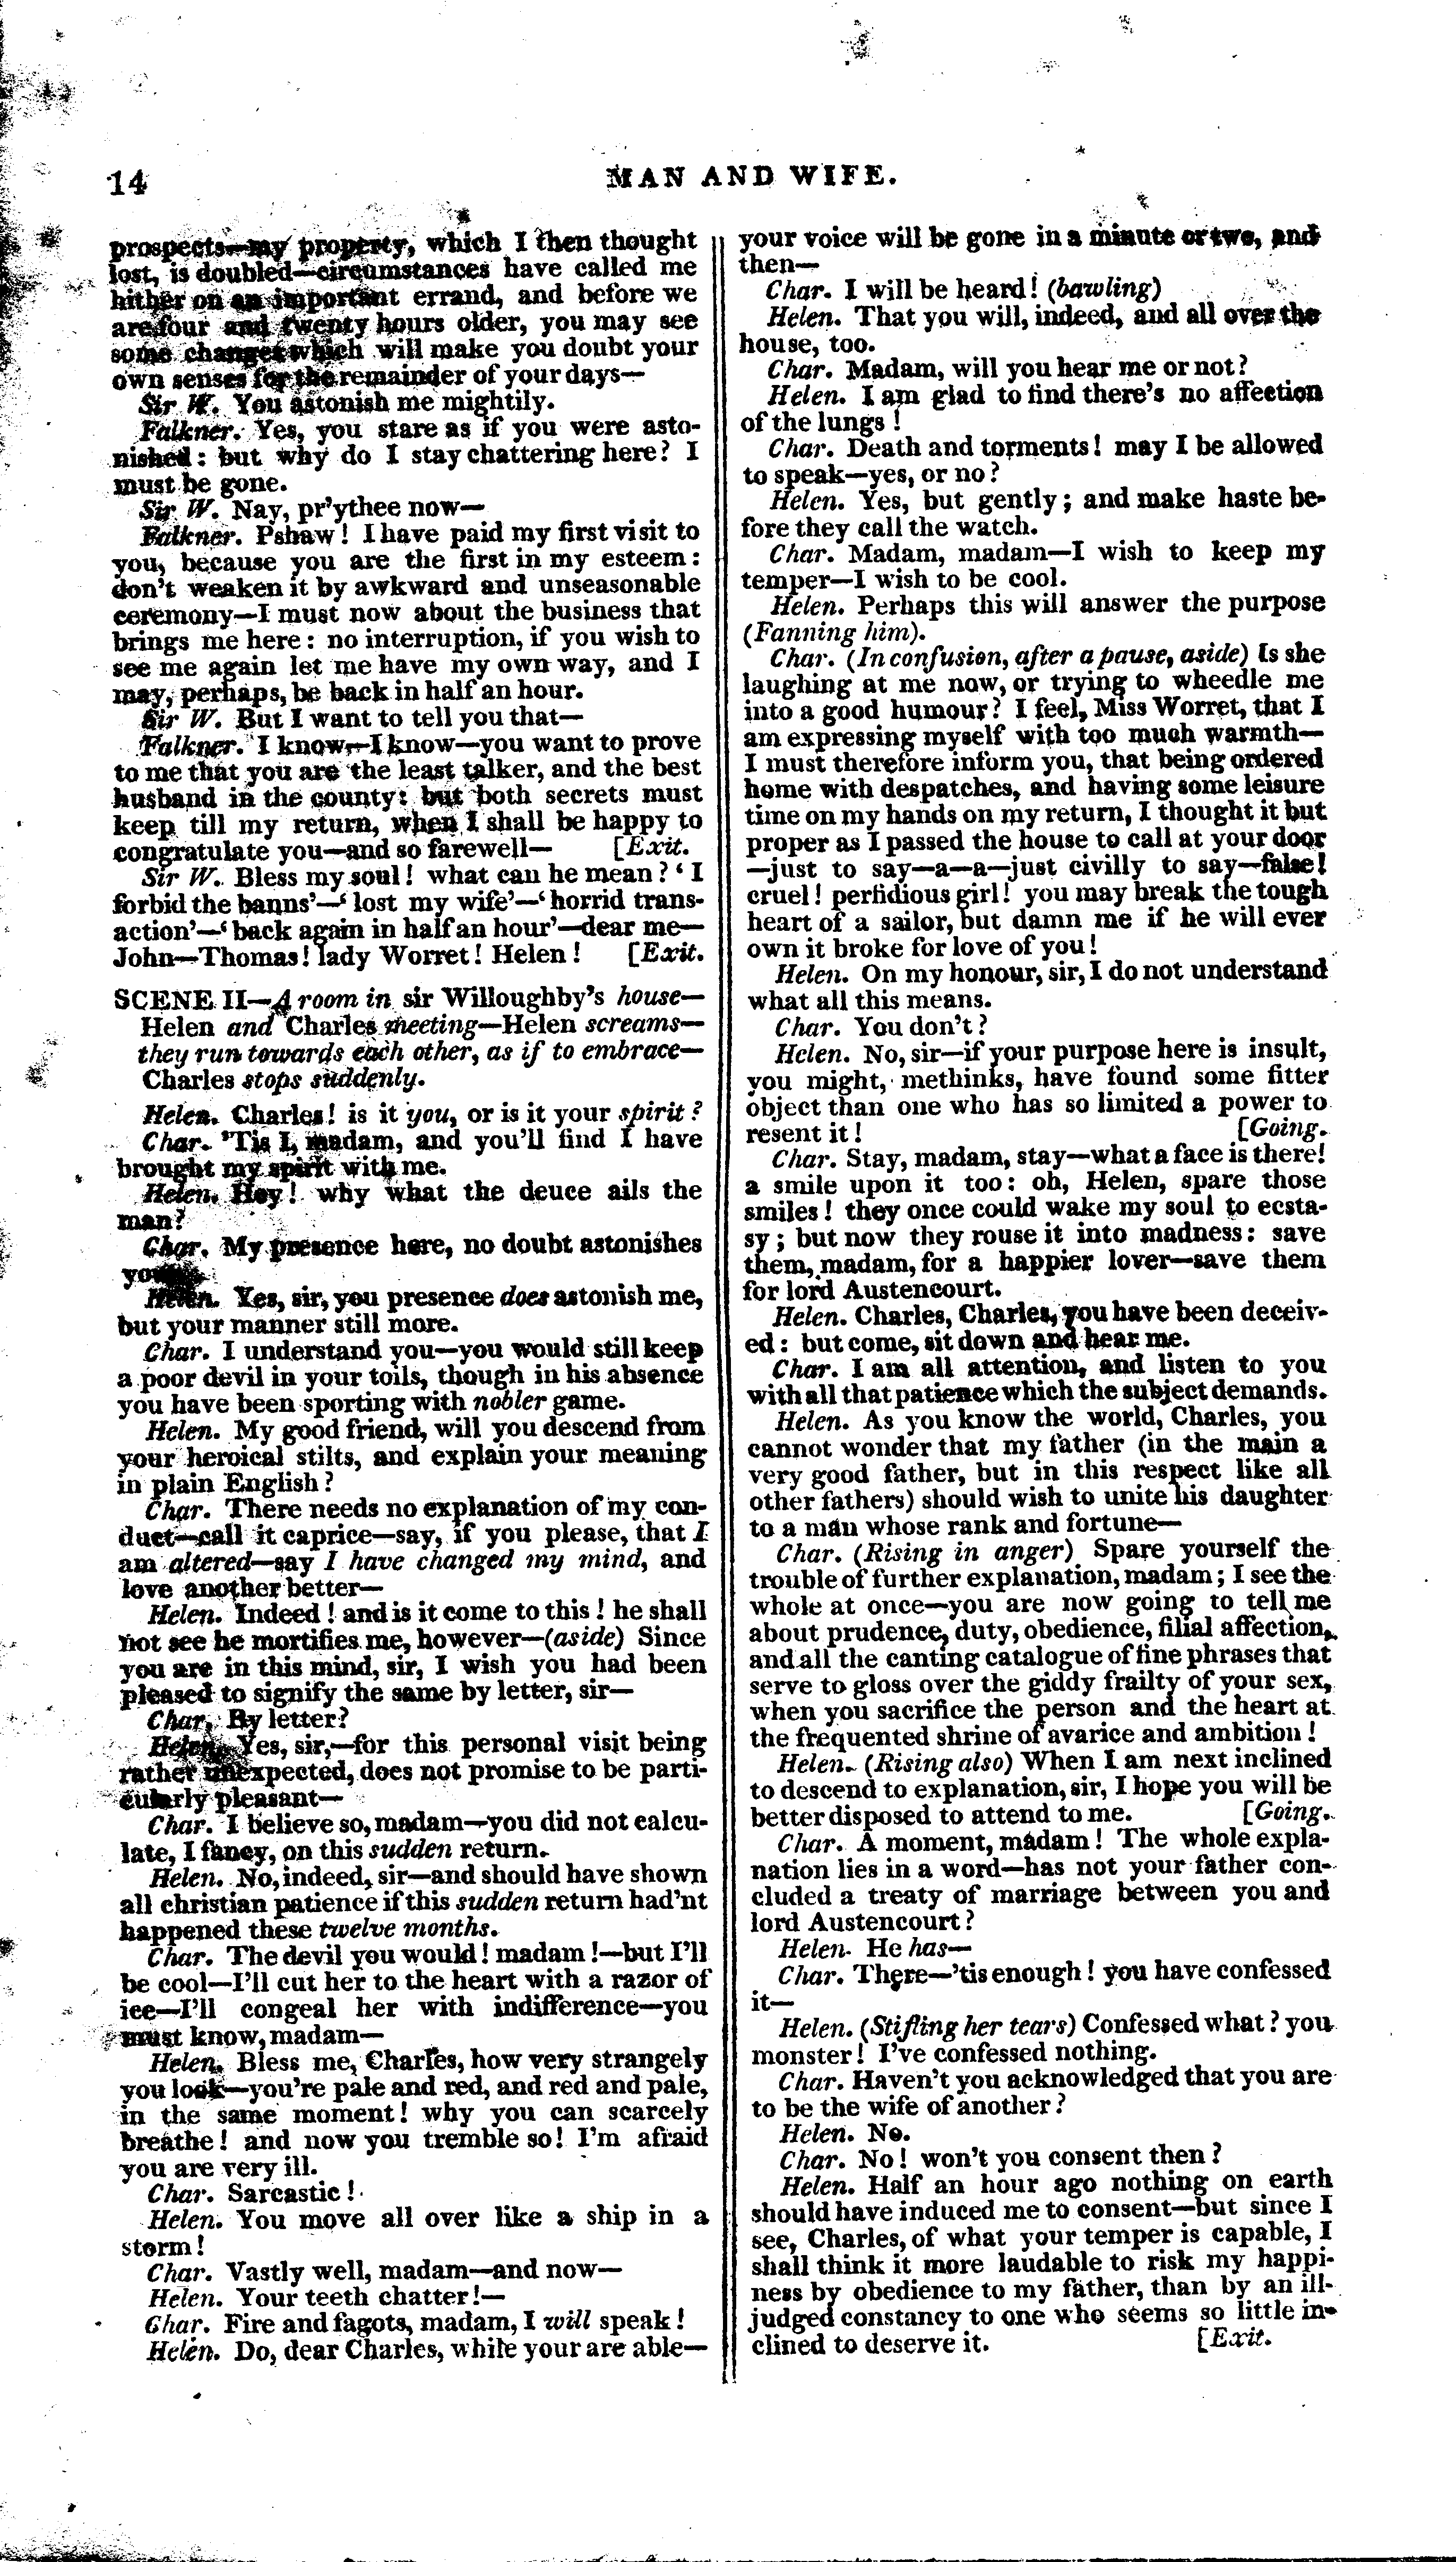 14
MAN AND WIFE.
prospects—my property, which I then thought
lost, is doubled—circumstances have called me
hither on an important errand, and before we
are four and twenty hours older, you may see
some changes which will make you doubt your
own senses for the remainder of your days—
Sir W. You astonish me mightily.
Falkner. Yes, you stare as if you were asto-
nished: but why do I stay chattering here? I
must be gone.
Sir W. Nay, pr'ythee now—
Falkner. Pshaw! I have paid my first visit to
you, because you are the first in my esteem:
don't weaken it by awkward and unseasonable
ceremony—I must now about the business that
brings me here: no interruption, if you wish to
see me again let me have my own way, and I
may, perhaps, be back in half an hour.
Sir W. But I want to tell you that—
Falkner. I know—I know—you want to prove
to me that you are the least talker, and the best
husband in the county: but both secrets must
keep till my return, when I shall be happy to
congratulate you—and so farewell— [Exit.
Sir W. Bless my soul! what can he mean? 'I
forbid the banns'—'lost my wife'—'horrid trans-
action'—'back again in half an hour'—dear me—
John—Thomas! lady Worret! Helen! [Exit.
SCENE II—A room in sir Willoughby's house—
Helen and Charles meeting—Helen screams—
they run towards each other, as if to embrace—
Charles stops suddenly.
Helen. Charles! is it you, or is it your spirit?
Char. 'Tis I, madam, and you'll find I have
brought my spirit with me.
Helen. Hey! why what the deuce ails the
man?
Char. My presence here, no doubt astonishes
you.
Helen. Yes, sir, you presence does astonish me,
but your manner still more.
Char. I understand you—you would still keep
a poor devil in your toils, though in his absence
you have been sporting with nobler game.
Helen. My good friend, will you descend from
your heroical stilts, and explain your meaning
in plain English?
Char. There needs no explanation of my con-
duct—call it caprice—say, if you please, that I
am altered—say I have changed my mind, and
love another better—
Helen. Indeed! and is it come to this! he shall
not see he mortifies me, however—(aside) Since
you are in this mind, sir, I wish you had been
pleased to signify the same by letter, sir—
Char. By letter?
Helen. Yes, sir,—for this personal visit being
rather unexpected, does not promise to be parti-
cularly pleasant—
Char. I believe so, madam—you did not calcu-
late, I fancy, on this sudden return.
Helen. No, indeed, sir—and should have shown
all christian patience if this sudden return had'nt
happened these twelve months.
Char. The devil you would! madam!—but I'll
be cool—I'll cut her to the heart with a razor of
ice—I'll congeal her with indifference—you
must know, madam—
Helen. Bless me, Charles, how very strangely
you look—you're pale and red, and red and pale,
in the same moment! why you can scarcely
breathe! and now you tremble so! I'm afraid
you are very ill.
Char. Sarcastic!
Helen. You move all over like a ship in a
storm!
Char. Vastly well, madam—and now—
Helen. Your teeth chatter!—
Char. Fire and fagots, madam, I will speak!
Helen. Do, dear Charles, while your are able—
your voice will be gone in a minute or two, and
then—
Char. I will be heard! (bawling)
Helen. That you will, indeed, and all over the
house, too.
Char. Madam, will you hear me or not?
Helen. I am glad to find there's no affection
of the lungs!
Char. Death and torments! may I be allowed
to speak—yes, or no?
Helen. Yes, but gently; and make haste be-
fore they call the watch.
Char. Madam, madam—I wish to keep my
temper—I wish to be cool.
Helen. Perhaps this will answer the purpose
(Fanning him).
Char. (In confusion, after a pause, aside) Is she
laughing at me now, or trying to wheedle me
into a good humour? I feel, Miss Worret, that I
am expressing myself with too much warmth—
I must therefore inform you, that being ordered
home with despatches, and having some leisure
time on my hands on my return, I thought it but
proper as I passed the house to call at your door
—just to say—a—a—just civilly to say—false!
cruel! perfidious girl! you may break the tough
heart of a sailor, but damn me if he will ever
own it broke for love of you!
Helen. On my honour, sir, I do not understand
what all this means.
Char. You don't?
Helen. No, sir—if your purpose here is insult,
you might, methinks, have found some fitter
object than one who has so limited a power to
resent it! [Going.
Char. Stay, madam, stay—what a face is there!
a smile upon it too: oh, Helen, spare those
smiles! they once could wake my soul to ecsta-
sy; but now they rouse it into madness: save
them, madam, for a happier lover—save them
for lord Austencourt.
Helen. Charles, Charles, you have been deceiv-
ed: but come, sit down and hear me.
Char. I am all attention, and listen to you
with all that patience which the subject demands.
Helen. As you know the world, Charles, you
cannot wonder that my father (in the main a
very good father, but in this respect like all
other fathers) should wish to unite his daughter
to a man whose rank and fortune—
Char. (Rising in anger) Spare yourself the
trouble of further explanation, madam; I see the
whole at once—you are now going to tell me
about prudence, duty, obedience, filial affection,
and all the canting catalogue of fine phrases that
serve to gloss over the giddy frailty of your sex,
when you sacrifice the person and the heart at
the frequented shrine of avarice and ambition!
Helen. (Rising also) When I am next inclined
to descend to explanation, sir, I hope you will be
better disposed to attend to me. [Going.
Char. A moment, madam! The whole expla-
nation lies in a word—has not your father con-
cluded a treaty of marriage between you and
lord Austencourt?
Helen. He has—
Char. There—'tis enough! you have confessed
it—
Helen. (Stifling her tears) Confessed what? you
monster! I've confessed nothing.
Char. Haven't you acknowledged that you are
to be the wife of another?
Helen. No.
Char. No! won't you consent then?
Helen. Half an hour ago nothing on earth
should have induced me to consent—but since I
see, Charles, of what your temper is capable, I
shall think it more laudable to risk my happi-
ness by obedience to my father, than by an ill-
judged constancy to one who seems so little in-
clined to deserve it. [Exit.